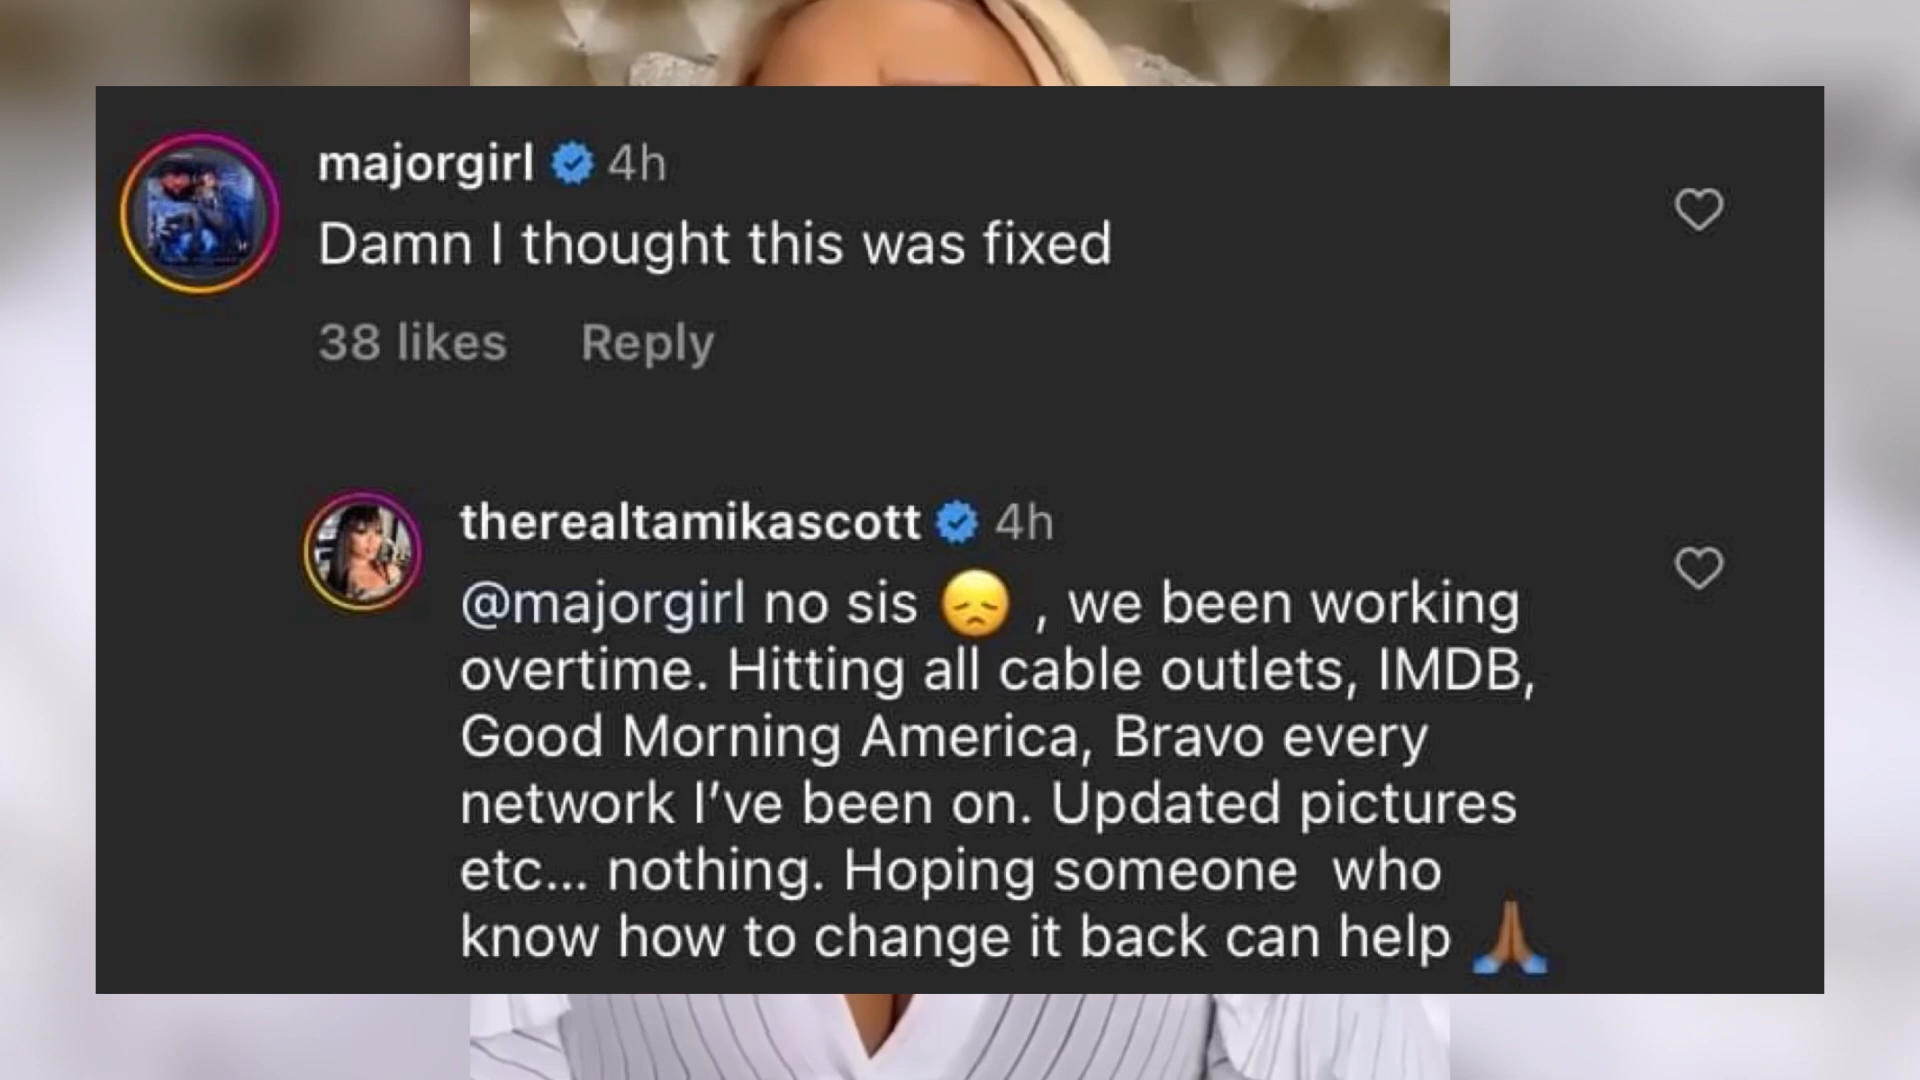 majorgirl 4h
Damn I thought this was fixed
38 likes Reply
therealtamikascott 4h
@majorgirl no sis 😞 , we been working
overtime. Hitting all cable outlets, IMDB,
Good Morning America, Bravo every
network I’ve been on. Updated pictures
etc... nothing. Hoping someone who
know how to change it back can help 🙏🏾